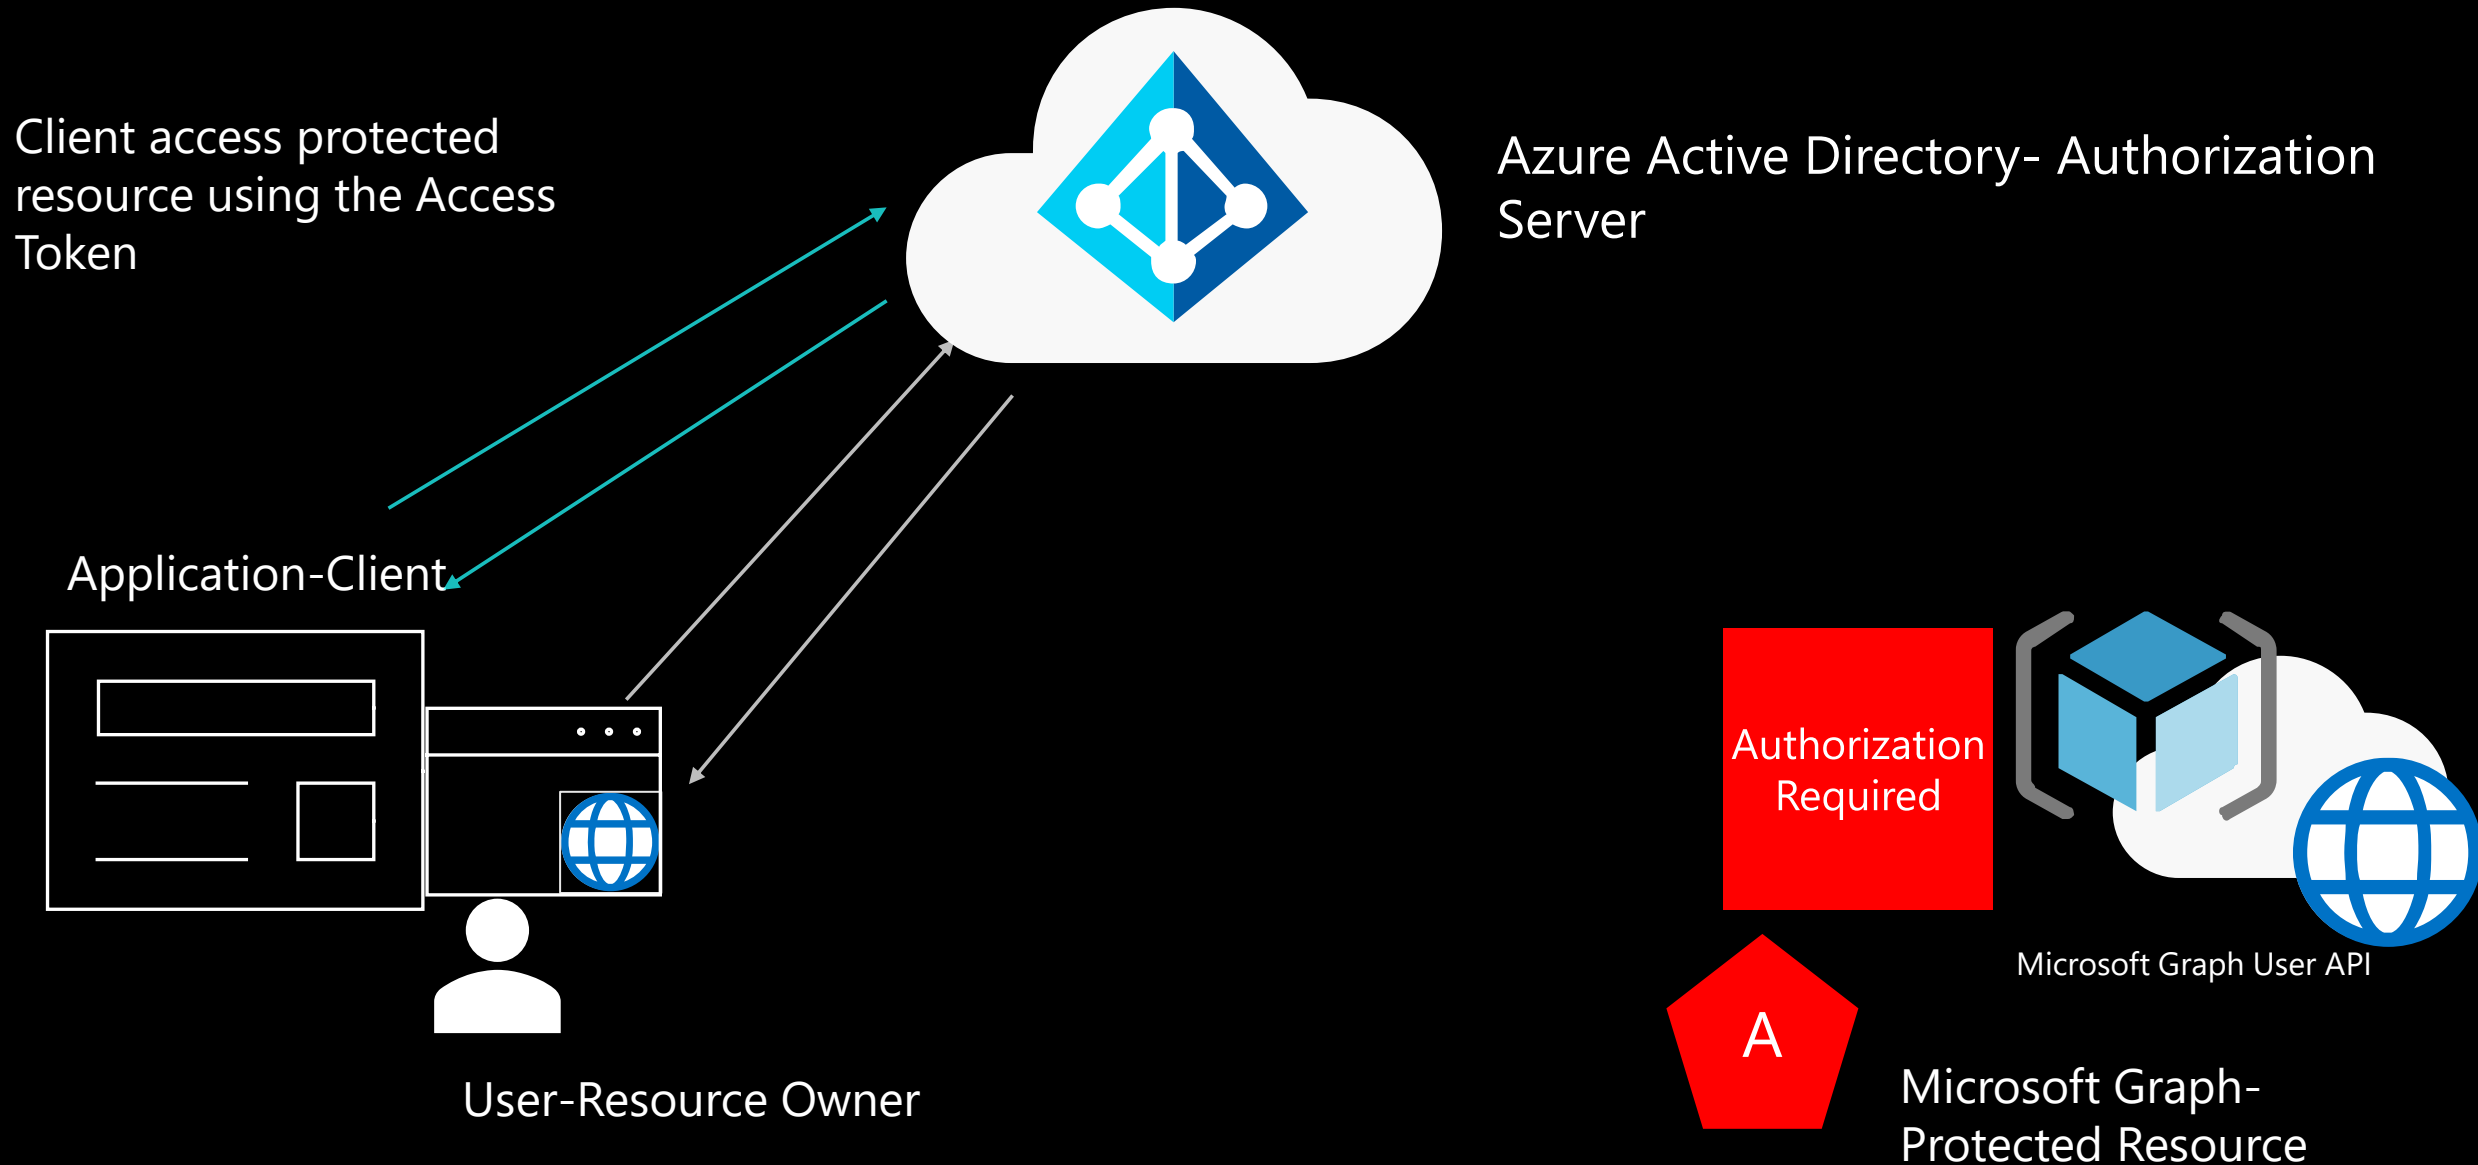 Client access protected
resource using the Access
Token
Azure Active Directory- Authorization
Server
Application-Client
Authorization
Required
Microsoft Graph User API
A
User-Resource Owner
Microsoft Graph-
Protected Resource